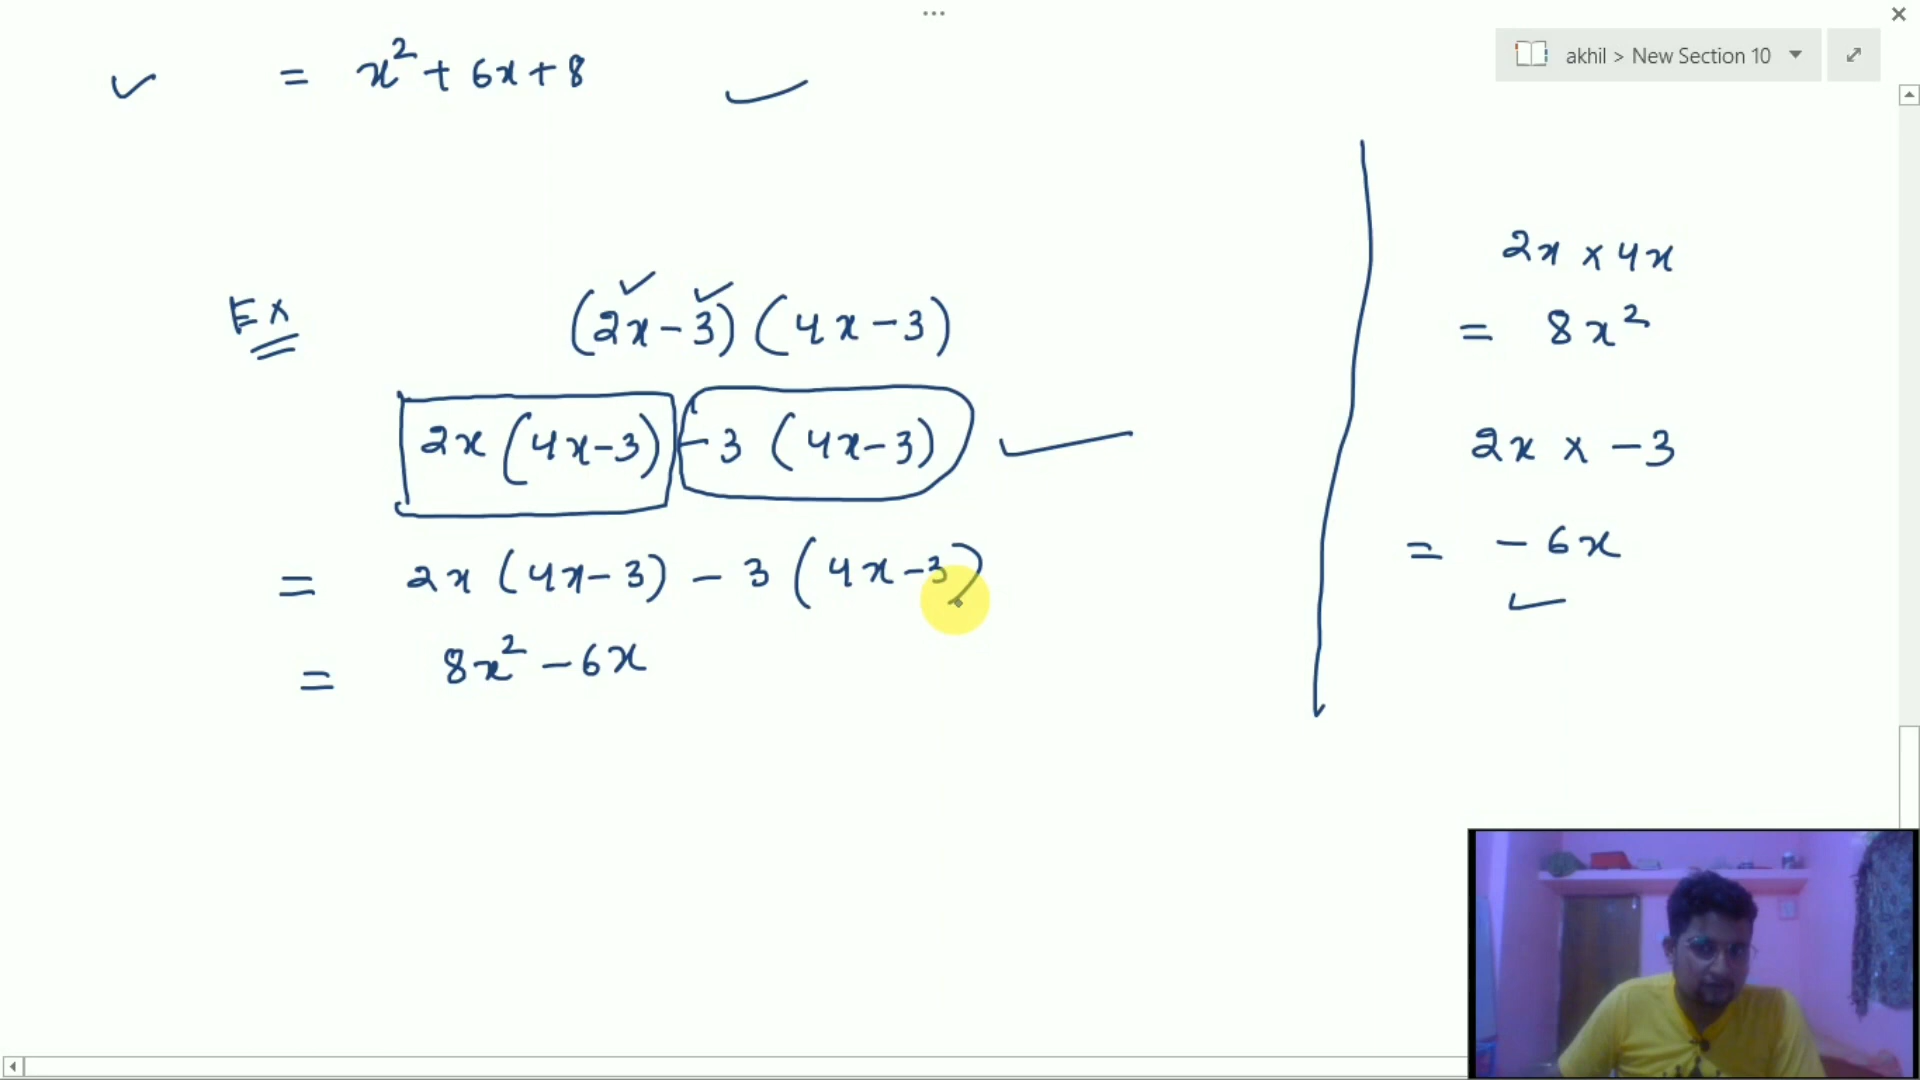 ...
akhil > New Section 10
= x² + 6x + 8
Ex (2x - 3) (4x - 3)
2x (4x - 3) - 3 (4x - 3)
= 2x (4x - 3) - 3 (4x - 3)
= 8x² - 6x
2x × 4x
= 8x²
2x × -3
= - 6x